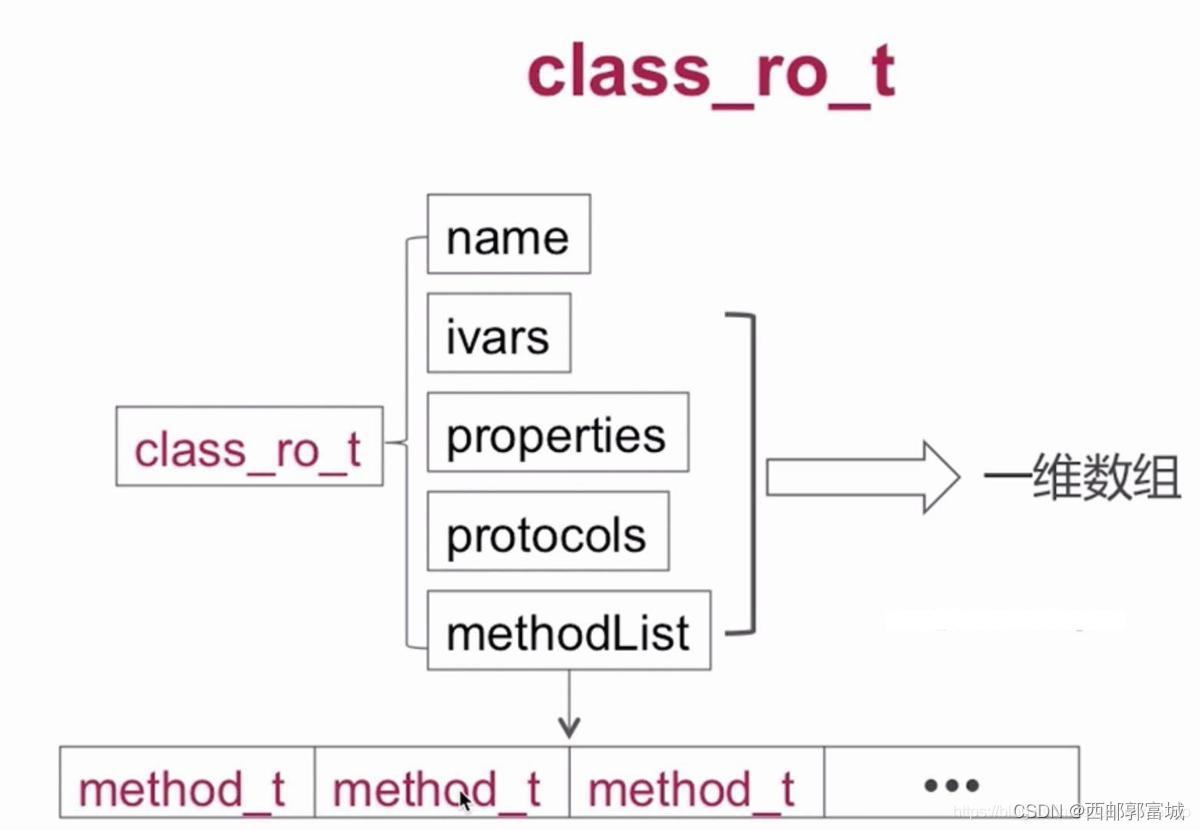 class_ro_t
name
ivars
class_ro_t
properties
一维数组
protocols
methodList
method_t method_t method_t •••
CSDN @西邮郭富城